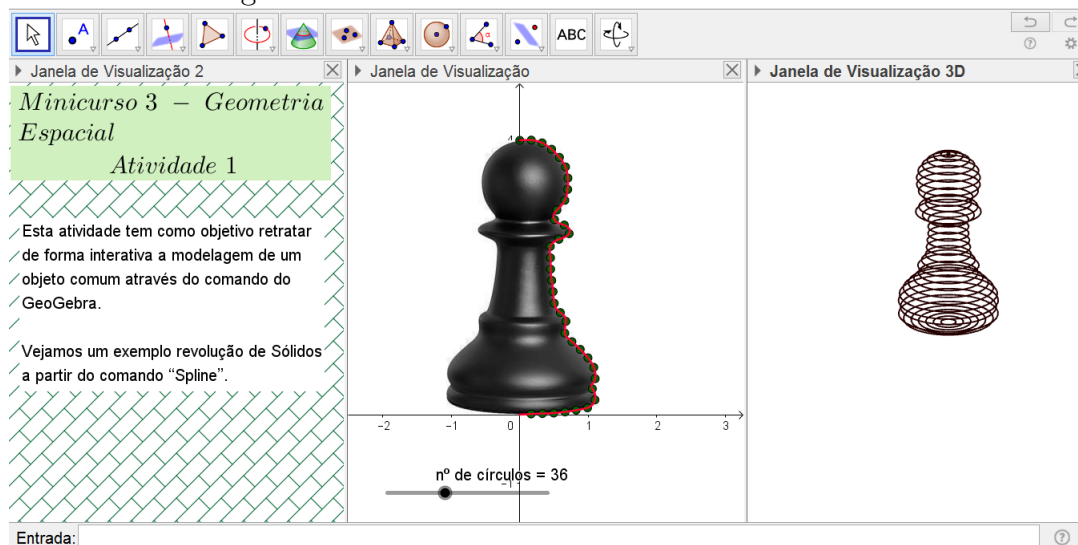 ABC
Janela de Visualização 2
Janela de Visualização
Janela de Visualização 3D
Minicurso 3 − Geometria
Espacial
Atividade 1
Esta atividade tem como objetivo retratar
de forma interativa a modelagem de um
objeto comum através do comando do
GeoGebra.
Vejamos um exemplo revolução de Sólidos
a partir do comando “Spline”.
4
−2 −1 0 1 2 3
nº de círculos = 36
−1
Entrada: